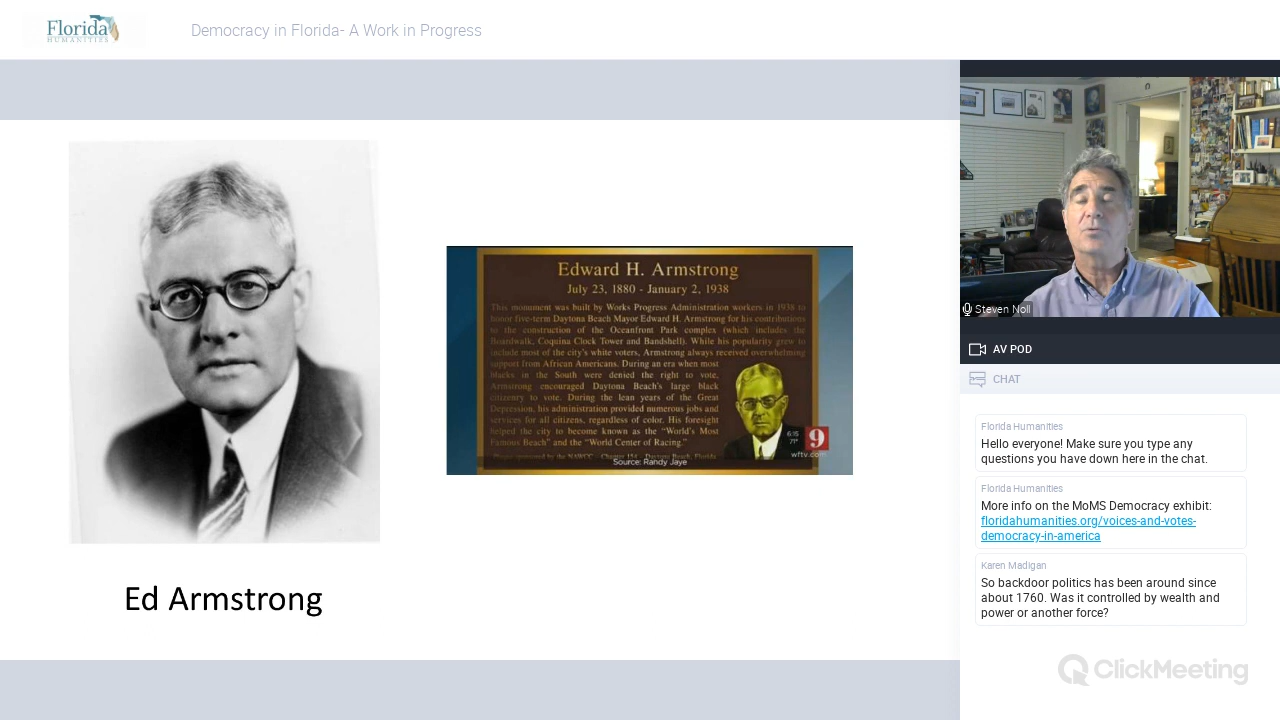 Florida
HUMANITIES
Democracy in Florida- A Work in Progress
Edward H. Armstrong
July 23, 1880 - January 2, 1938
This monument was built by Works Progress Administration workers in 1938 to
honor five-term Daytona Beach Mayor Edward H. Armstrong for his contributions
to the construction of the Oceanfront Park complex (which includes the
Boardwalk, Coquina Clock Tower and Bandshell). While his popularity grew to
include most of the city's white voters, Armstrong always received overwhelming
support from African Americans. During an era when most
blacks in the South were denied the right to vote,
Armstrong encouraged Daytona Beach's large black
citizenry to vote. During the lean years of the Great
Depression, his administration provided numerous jobs and
services for all citizens, regardless of color. His foresight
helped the city to become known as the "World's Most
Famous Beach" and the "World Center of Racing."
sponsored by the Daytona Beach, Florida
6:15
71°
9
wftv.com
Source: Randy Jaye
Ed Armstrong
Steven Noll
AV POD
CHAT
Florida Humanities
Hello everyone! Make sure you type any
questions you have down here in the chat.
Florida Humanities
More info on the MoMS Democracy exhibit:
floridahumanities.org/voices-and-votes-
democracy-in-america
Karen Madigan
So backdoor politics has been around since
about 1760. Was it controlled by wealth and
power or another force?
ClickMeeting